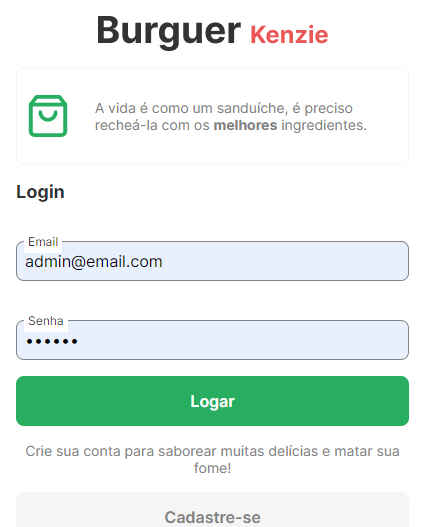 Burguer Kenzie
A vida é como um sanduíche, é preciso
recheá-la com os melhores ingredientes.
Login
Email
admin@email.com
Senha
••••••
Logar
Crie sua conta para saborear muitas delícias e matar sua
fome!
Cadastre-se